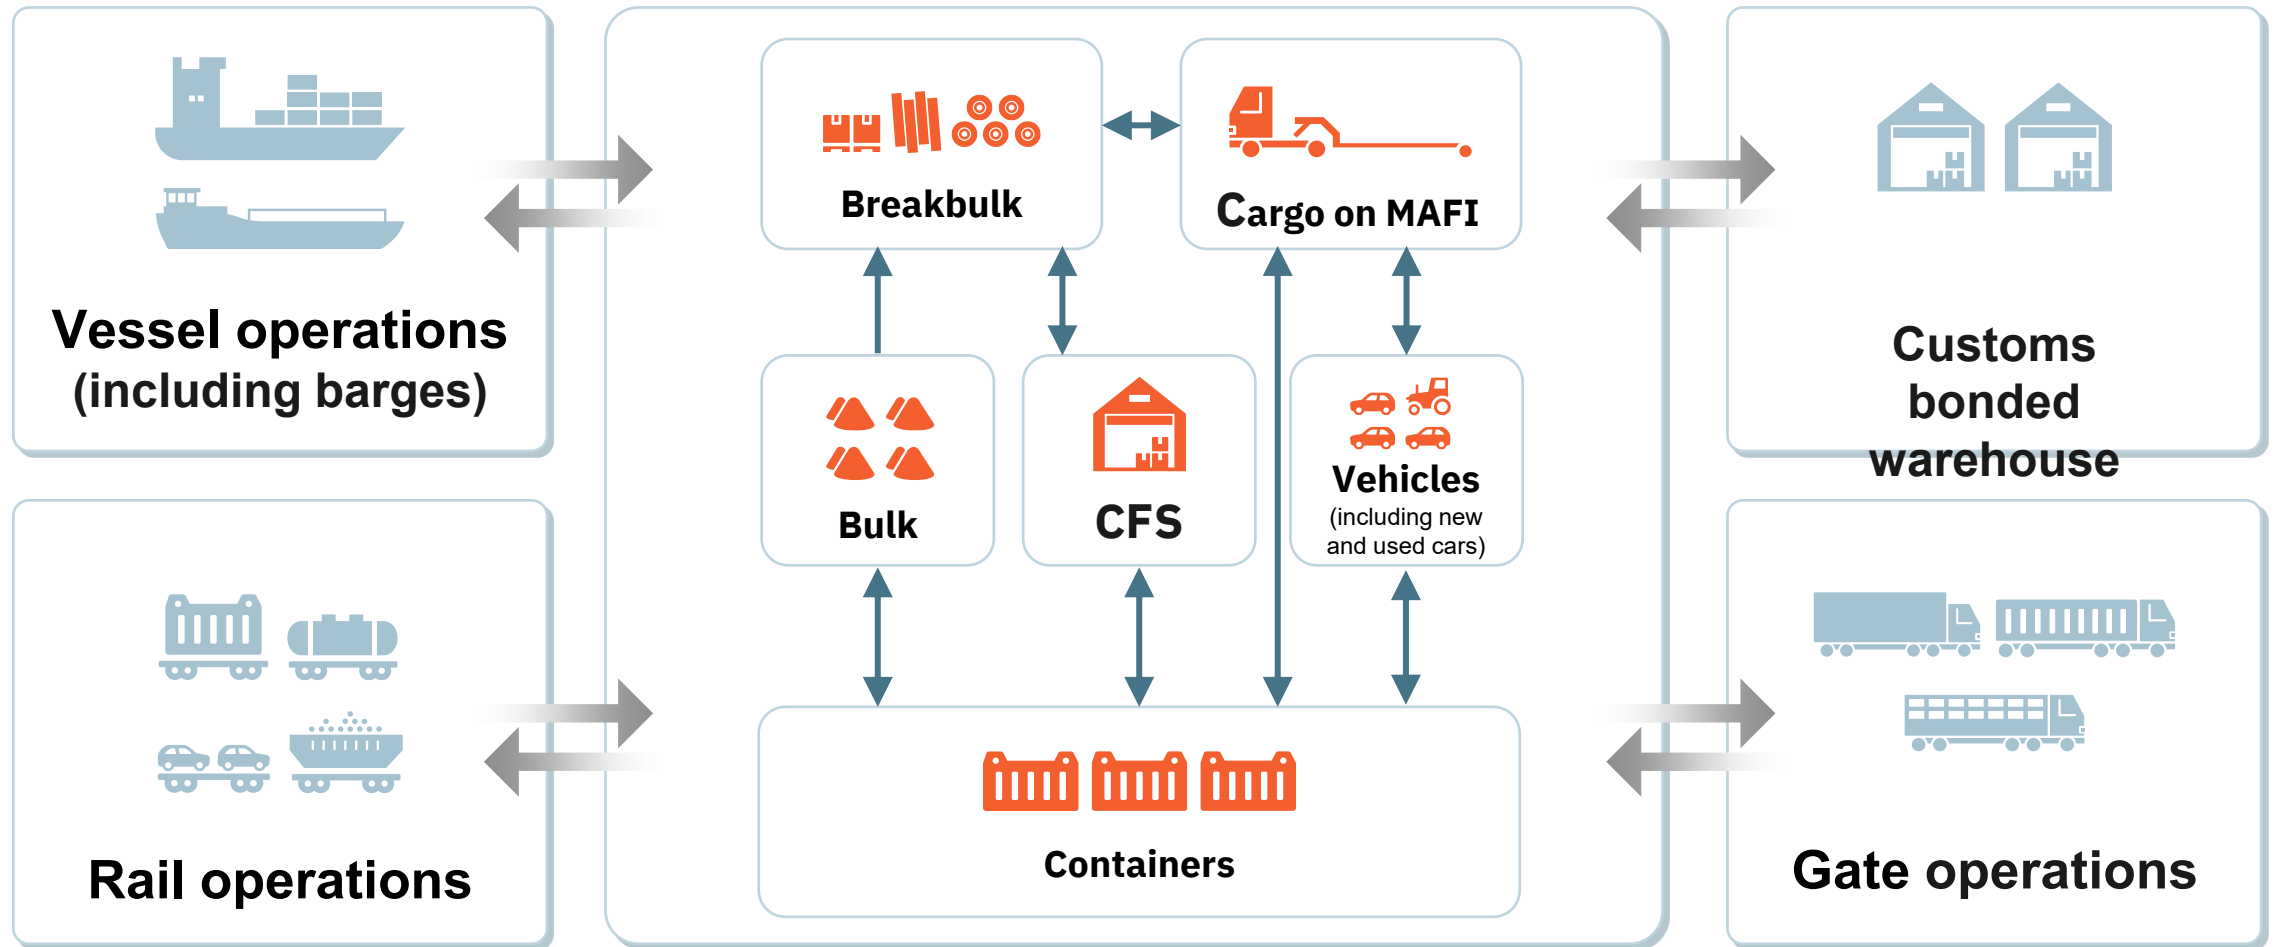 Vessel operations
(including barges)
Rail operations
Breakbulk
Cargo on MAFI
Bulk
CFS
Vehicles
(including new
and used cars)
Containers
Customs
bonded
warehouse
Gate operations